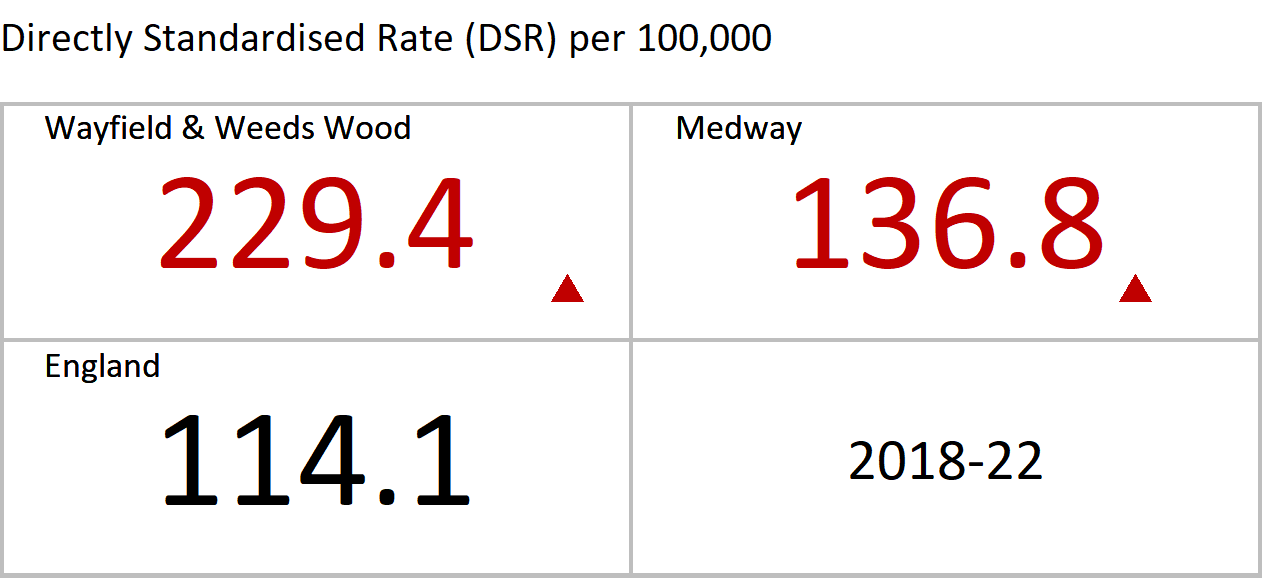 Directly Standardised Rate (DSR) per 100,000
Wayfield & Weeds Wood
229.4
Medway
136.8
England
114.1
2018-22